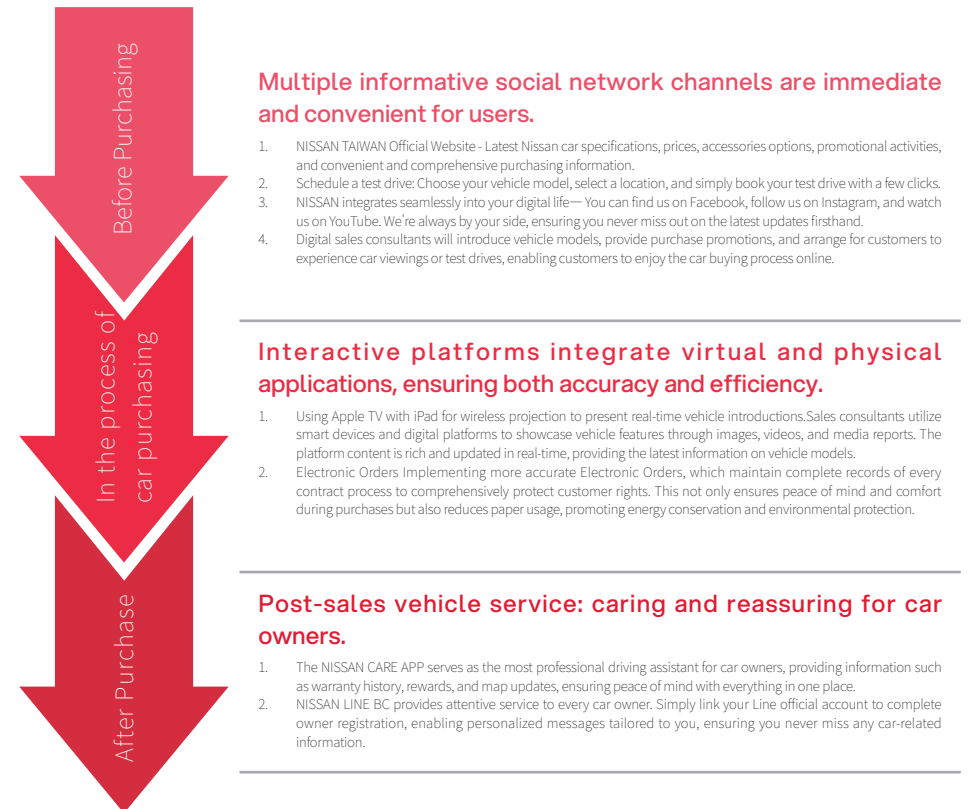 Before Purchasing
Multiple informative social network channels are immediate
and convenient for users.
1. NISSAN TAIWAN Official Website - Latest Nissan car specifications, prices, accessories options, promotional activities,
and convenient and comprehensive purchasing information.
2. Schedule a test drive: Choose your vehicle model, select a location, and simply book your test drive with a few clicks.
3. NISSAN integrates seamlessly into your digital life— You can find us on Facebook, follow us on Instagram, and watch
us on YouTube. We're always by your side, ensuring you never miss out on the latest updates firsthand.
4. Digital sales consultants will introduce vehicle models, provide purchase promotions, and arrange for customers to
experience car viewings or test drives, enabling customers to enjoy the car buying process online.
In the process of
car purchasing
Interactive platforms integrate virtual and physical
applications, ensuring both accuracy and efficiency.
1. Using Apple TV with iPad for wireless projection to present real-time vehicle introductions.Sales consultants utilize
smart devices and digital platforms to showcase vehicle features through images, videos, and media reports. The
platform content is rich and updated in real-time, providing the latest information on vehicle models.
2. Electronic Orders Implementing more accurate Electronic Orders, which maintain complete records of every
contract process to comprehensively protect customer rights. This not only ensures peace of mind and comfort
during purchases but also reduces paper usage, promoting energy conservation and environmental protection.
After Purchase
Post-sales vehicle service: caring and reassuring for car
owners.
1. The NISSAN CARE APP serves as the most professional driving assistant for car owners, providing information such
as warranty history, rewards, and map updates, ensuring peace of mind with everything in one place.
2. NISSAN LINE BC provides attentive service to every car owner. Simply link your Line official account to complete
owner registration, enabling personalized messages tailored to you, ensuring you never miss any car-related
information.